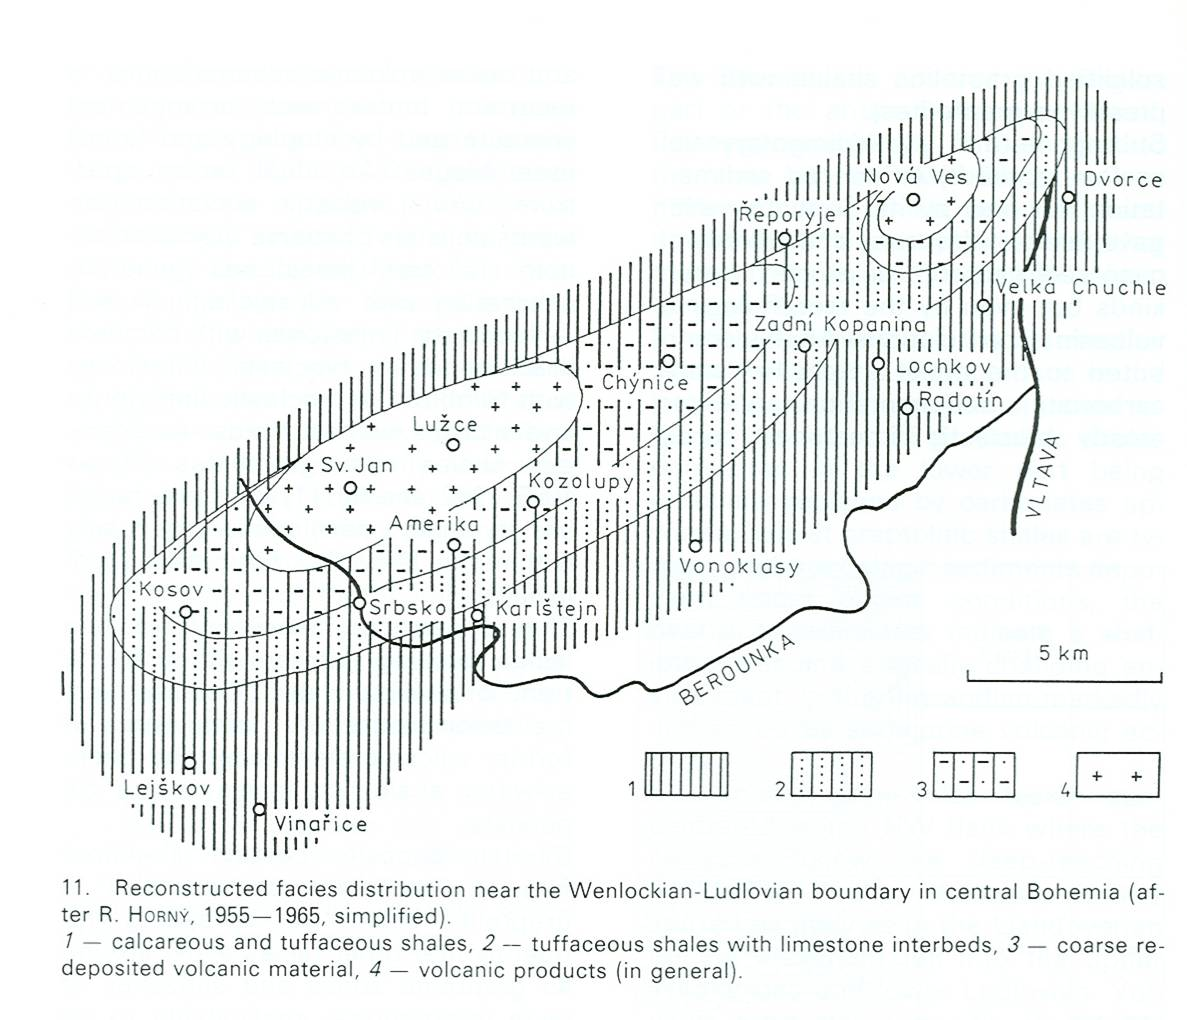 Nová Ves
Dvorce
Řeporyje
Velká Chuchle
Zadní Kopanina
Lochkov
Chýnice
Radotín
Lužce
Sv. Jan
VLTAVA
Kozolupy
Amerika
Vonoklasy
Kosov
Srbsko
Karlštejn
BEROUNKA
5 km
Lejškov
Vinařice
1
2
3
4
11. Reconstructed facies distribution near the Wenlockian-Ludlovian boundary in central Bohemia (af-
ter R. HORNÝ, 1955—1965, simplified).
1 — calcareous and tuffaceous shales, 2 — tuffaceous shales with limestone interbeds, 3 — coarse re-
deposited volcanic material, 4 — volcanic products (in general).